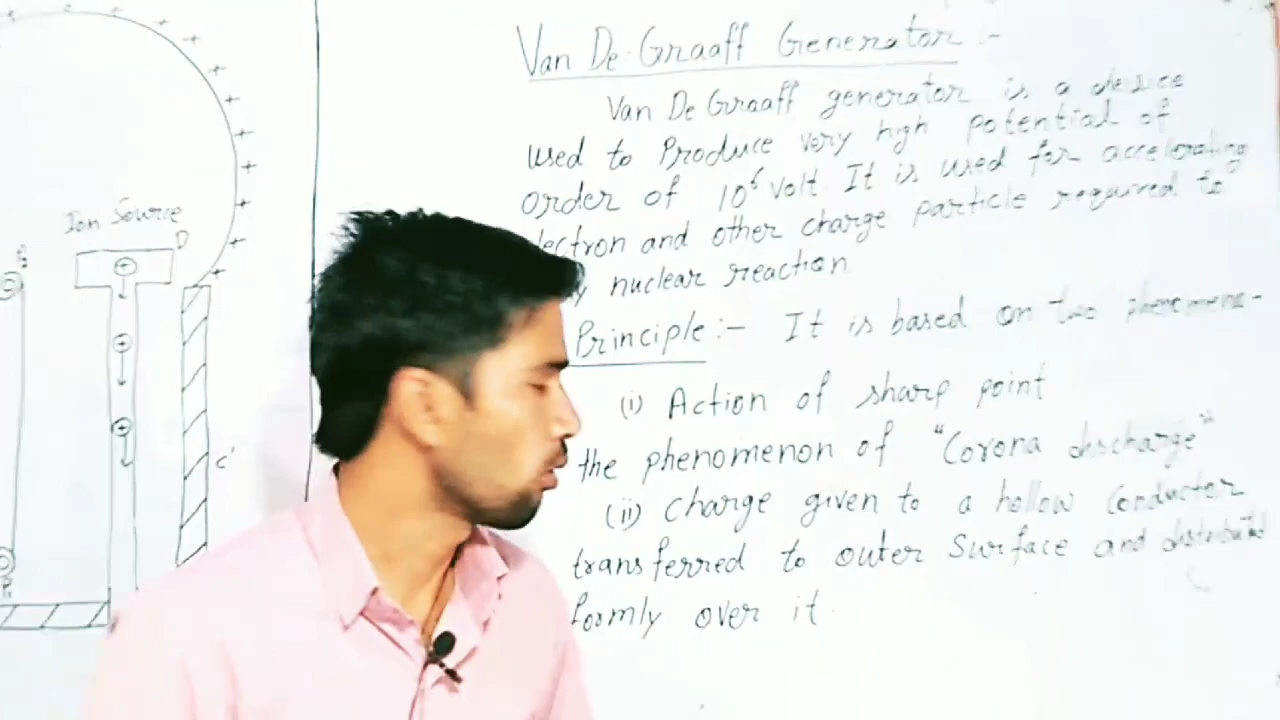 Ion Source
D
C'
Van De Graaff Generator :-
Van De Graaff generator is a device
used to Produce very high potential of
order of 10⁶ volt. It is used for accelerating
lectron and other charge particle required to
y nuclear reaction
Principle :- It is based on two phenomena-
(i) Action of sharp point
the phenomenon of "Corona discharge"
(ii) Charge given to a hollow Conductor
transferred to outer Surface and distributed
formly over it.